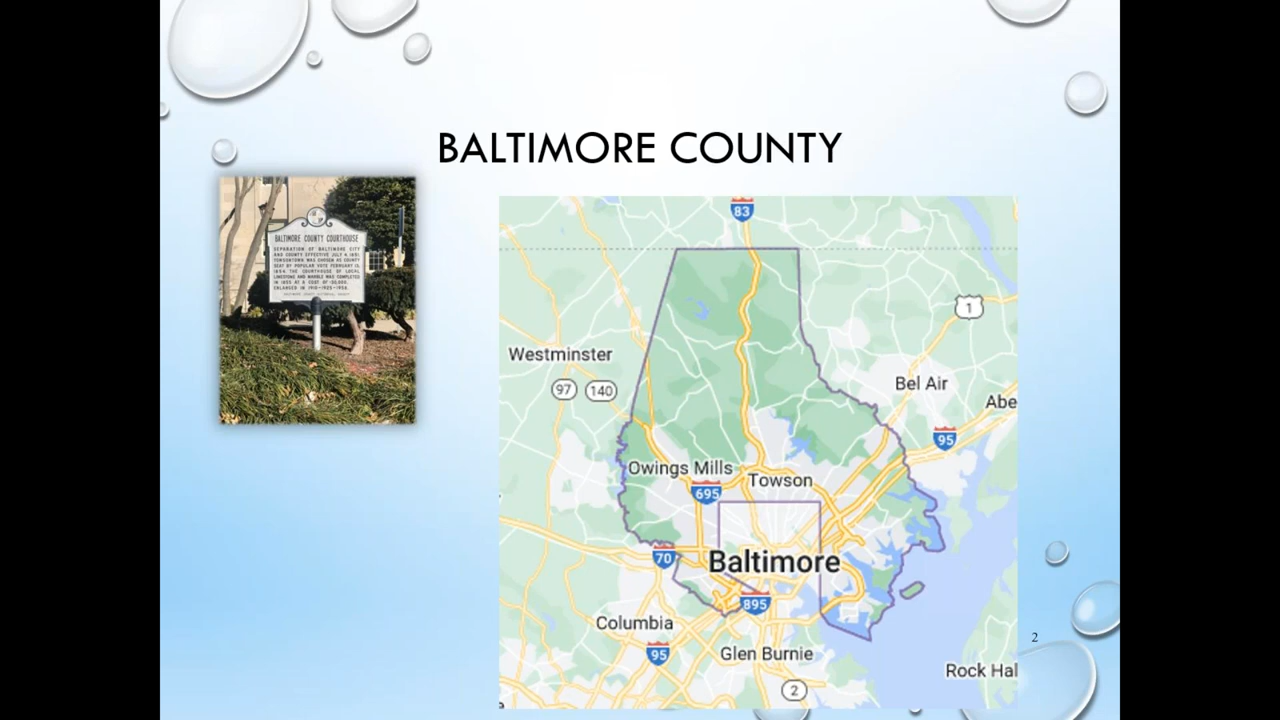 BALTIMORE COUNTY
BALTIMORE COUNTY COURTHOUSE
SEPARATION OF BALTIMORE CITY
AND COUNTY EFFECTIVE JULY 4, 1851.
TOWSONTOWN WAS CHOSEN AS COUNTY
SEAT BY POPULAR VOTE FEBRUARY 13,
1854. THE COURTHOUSE OF LOCAL
LIMESTONE AND MARBLE WAS COMPLETED
IN 1855 AT A COST OF
ENLARGED IN 1910-1925-1958.
83
1
Westminster
97
140
Bel Air
Abe
95
Owings Mills
Towson
695
70
Baltimore
895
Columbia
95
Glen Burnie
2
Rock Hal
2